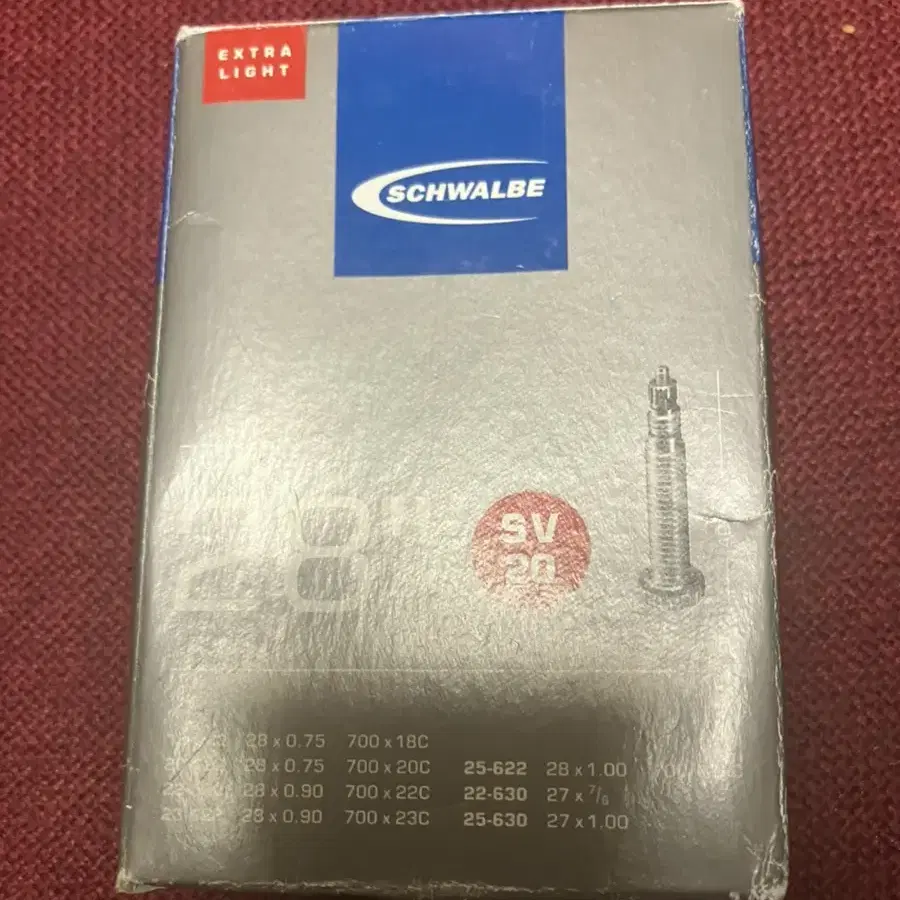 EXTRA
LIGHT
SCHWALBE
28"
SV
20
28 x 0.75 700 x 18C
28 x 0.75 700 x 20C 25-622 28 x 1.00
28 x 0.90 700 x 22C 22-630 27 x 7/8
28 x 0.90 700 x 23C 25-630 27 x 1.00